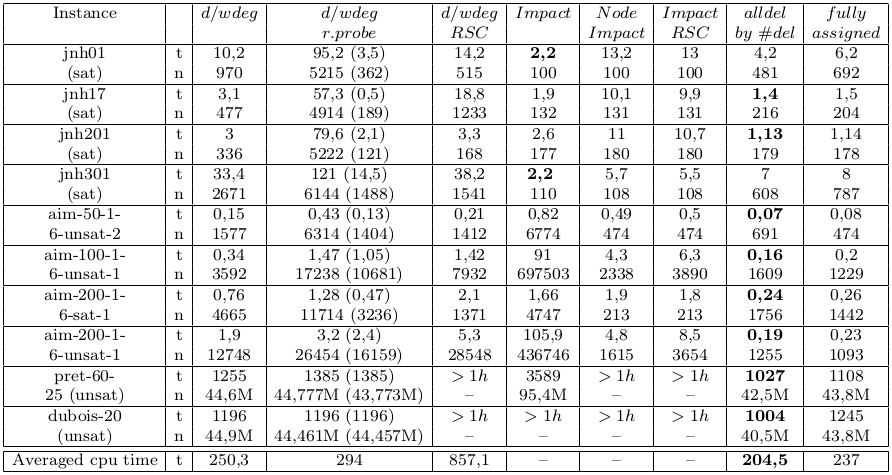 Instance d/wdeg d/wdeg d/wdeg Impact Node Impact alldel fully
r.probe RSC Impact RSC by #del assigned
jnh01 t 10,2 95,2 (3,5) 14,2 2,2 13,2 13 4,2 6,2
(sat) n 970 5215 (362) 515 100 100 100 481 692
jnh17 t 3,1 57,3 (0,5) 18,8 1,9 10,1 9,9 1,4 1,5
(sat) n 477 4914 (189) 1233 132 131 131 216 204
jnh201 t 3 79,6 (2,1) 3,3 2,6 11 10,7 1,13 1,14
(sat) n 336 5222 (121) 168 177 180 180 179 178
jnh301 t 33,4 121 (14,5) 38,2 2,2 5,7 5,5 7 8
(sat) n 2671 6144 (1488) 1541 110 108 108 608 787
aim-50-1- t 0,15 0,43 (0,13) 0,21 0,82 0,49 0,5 0,07 0,08
6-unsat-2 n 1577 6314 (1404) 1412 6774 474 474 691 474
aim-100-1- t 0,34 1,47 (1,05) 1,42 91 4,3 6,3 0,16 0,2
6-unsat-1 n 3592 17238 (10681) 7932 697503 2338 3890 1609 1229
aim-200-1- t 0,76 1,28 (0,47) 2,1 1,66 1,9 1,8 0,24 0,26
6-sat-1 n 4665 11714 (3236) 1371 4747 213 213 1756 1442
aim-200-1- t 1,9 3,2 (2,4) 5,3 105,9 4,8 8,5 0,19 0,23
6-unsat-1 n 12748 26454 (16159) 28548 436746 1615 3654 1255 1093
pret-60- t 1255 1385 (1385) > 1h 3589 > 1h > 1h 1027 1108
25 (unsat) n 44,6M 44,777M (43,773M) – 95,4M – – 42,5M 43,8M
dubois-20 t 1196 1196 (1196) > 1h > 1h > 1h > 1h 1004 1245
(unsat) n 44,9M 44,461M (44,457M) – – – – 40,5M 43,8M
Averaged cpu time t 250,3 294 857,1 – – – 204,5 237